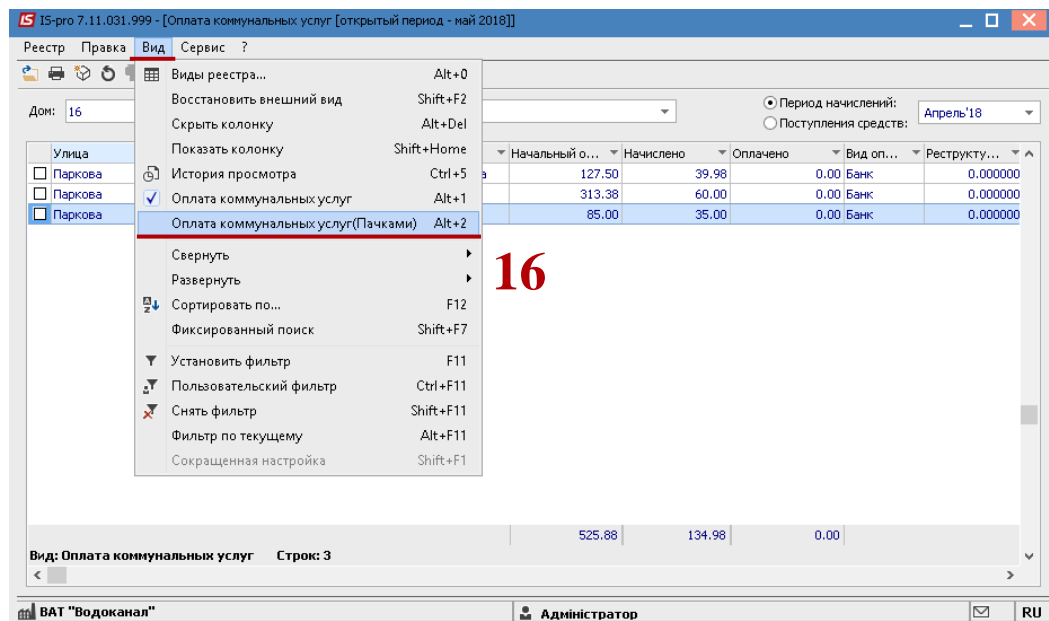 IS-pro 7.11.031.999 - [Оплата коммунальных услуг [открытый период - май 2018]]
Реестр Правка Вид Сервис ?
Виды реестра... Alt+0
Восстановить внешний вид Shift+F2
Скрыть колонку Alt+Del
Показать колонку Shift+Home
История просмотра Ctrl+5
Оплата коммунальных услуг Alt+1
Оплата коммунальных услуг(Пачками) Alt+2
Свернуть
Развернуть
Сортировать по... F12
Фиксированный поиск Shift+F7
Установить фильтр F11
Пользовательский фильтр Ctrl+F11
Снять фильтр Shift+F11
Фильтр по текущему Alt+F11
Сокращенная настройка Shift+F1
Дом: 16
Период начислений:
Поступления средств:
Апрель'18
Улица Начальный о... Начислено Оплачено Вид оп... Реструкту...
Паркова а 127.50 39.98 0.00 Банк 0.000000
Паркова 313.38 60.00 0.00 Банк 0.000000
Паркова 85.00 35.00 0.00 Банк 0.000000
16
525.88 134.98 0.00
Вид: Оплата коммунальных услуг Строк: 3
ВАТ "Водоканал" Адміністратор RU